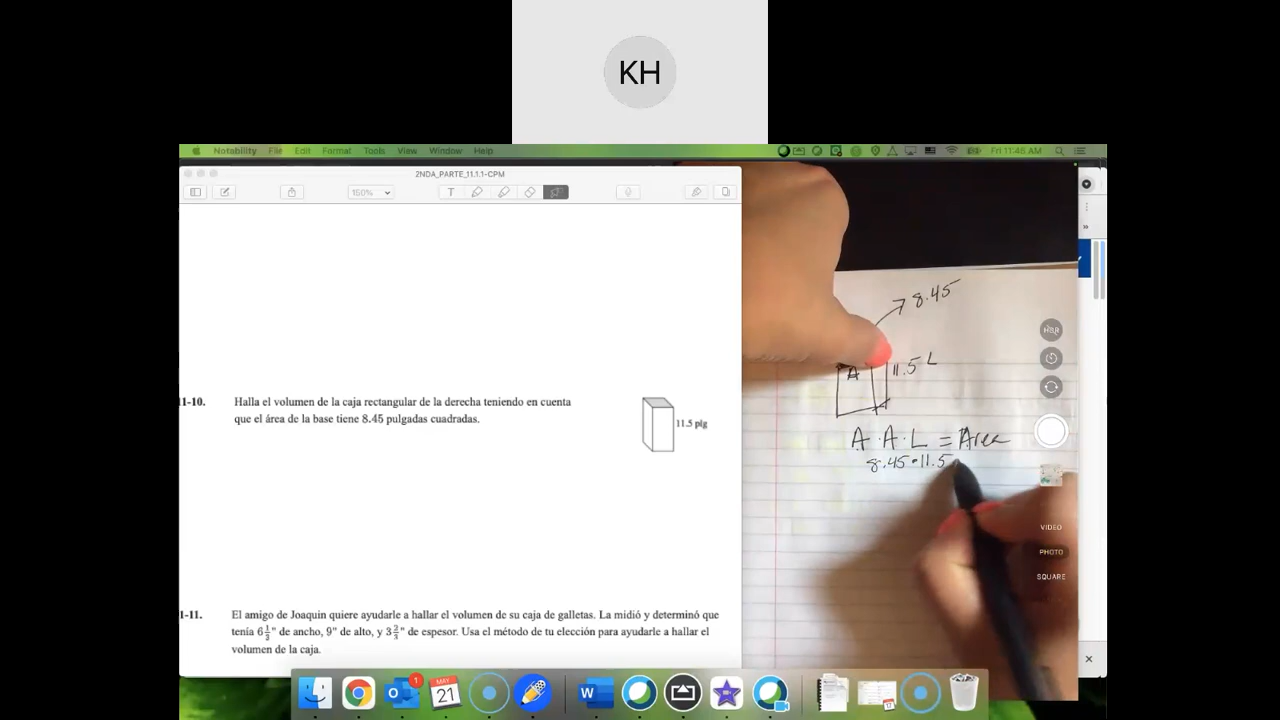 KH
Notability File Edit Format Tools View Window Help
Fri 11:46 AM
2NDA_PARTE_11.1.1-CPM
150%
T
8.45
A
11.5 L
A · A · L = Area
8.45 • 11.5
1-10. Halla el volumen de la caja rectangular de la derecha teniendo en cuenta
que el área de la base tiene 8.45 pulgadas cuadradas.
11.5 plg
1-11. El amigo de Joaquin quiere ayudarle a hallar el volumen de su caja de galletas. La midió y determinó que
tenía 6 1/3" de ancho, 9" de alto, y 3 2/3" de espesor. Usa el método de tu elección para ayudarle a hallar el
volumen de la caja.
VIDEO
PHOTO
SQUARE
1
MAY
21
W